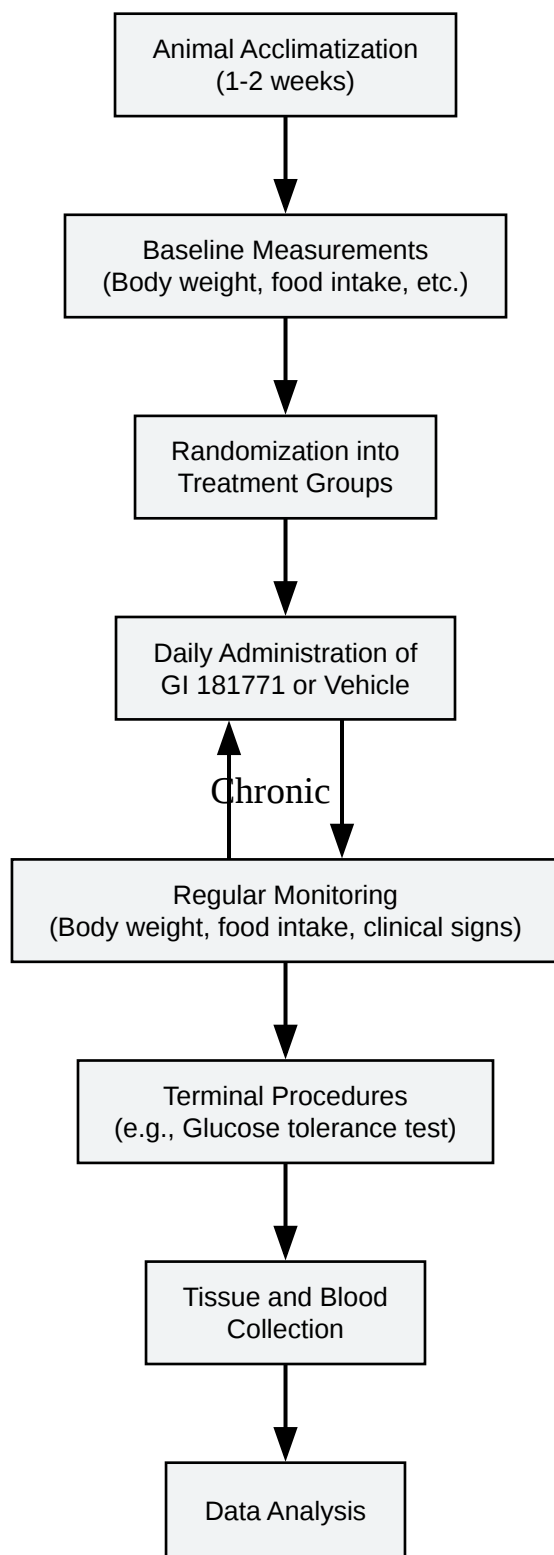 Animal Acclimatization
(1-2 weeks)
Baseline Measurements
(Body weight, food intake, etc.)
Randomization into
Treatment Groups
Daily Administration of
GI 181771 or Vehicle
Chronic
Regular Monitoring
(Body weight, food intake, clinical signs)
Terminal Procedures
(e.g., Glucose tolerance test)
Tissue and Blood
Collection
Data Analysis